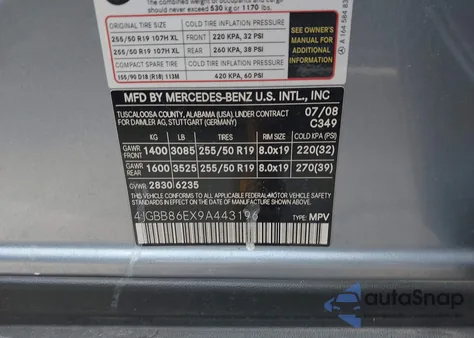 The combined weight of occupants and cargo should
never exceed 530 kg or 1170 lbs.
ORIGINAL TIRE SIZE COLD TIRE INFLATION PRESSURE
255/50 R19 107H XL FRONT 220 KPA, 32 PSI
255/50 R19 107H XL REAR 260 KPA, 38 PSI
COMPACT SPARE TIRE COLD TIRE INFLATION PRESSURE
155/90 D18 (R18) 113M 420 KPA, 60 PSI
SEE OWNER'S
MANUAL FOR
ADDITIONAL
INFORMATION
A 164 584 83
MFD BY MERCEDES-BENZ U.S. INTL., INC
TUSCALOOSA COUNTY, ALABAMA (USA). UNDER CONTRACT 07/08
FOR DAIMLER AG, STUTTGART (GERMANY) C349
KG LB TIRES RIM SIZE COLD KPA (PSI)
GAWR FRONT 1400 3085 255/50 R19 8.0x19 220(32)
GAWR REAR 1600 3525 255/50 R19 8.0x19 270(39)
GVWR 2830 6235
THIS VEHICLE CONFORMS TO ALL APPLICABLE FEDERAL MOTOR
VEHICLE SAFETY STANDARDS IN EFFECT ON THE DATE OF
MANUFACTURE SHOWN ABOVE.
4JGBB86EX9A443196 TYPE: MPV
autoSnap